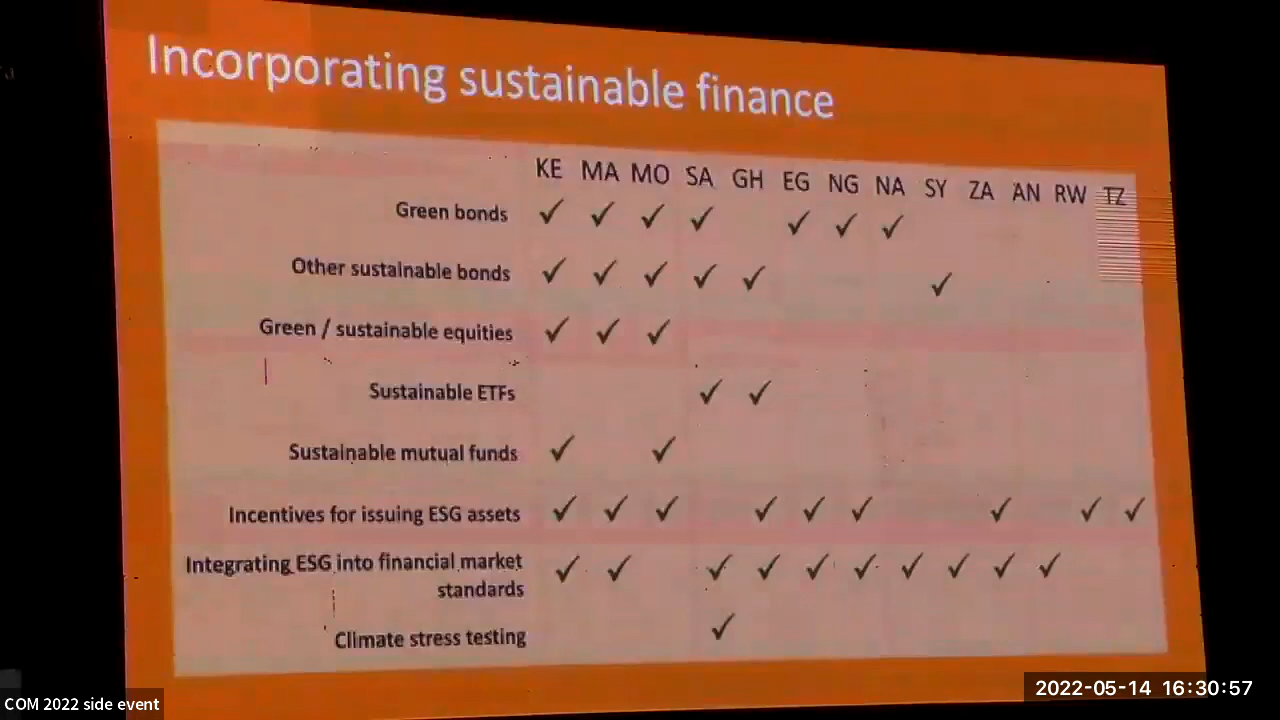 Incorporating sustainable finance
KE MA MO SA GH EG NG NA SY ZA AN RW TZ
Green bonds ✓ ✓ ✓ ✓ ✓ ✓ ✓
Other sustainable bonds ✓ ✓ ✓ ✓ ✓ ✓
Green / sustainable equities ✓ ✓ ✓
Sustainable ETFs ✓ ✓
Sustainable mutual funds ✓ ✓
Incentives for issuing ESG assets ✓ ✓ ✓ ✓ ✓ ✓ ✓ ✓ ✓
Integrating ESG into financial market
standards ✓ ✓ ✓ ✓ ✓ ✓ ✓ ✓ ✓ ✓
Climate stress testing ✓
COM 2022 side event
2022-05-14 16:30:57